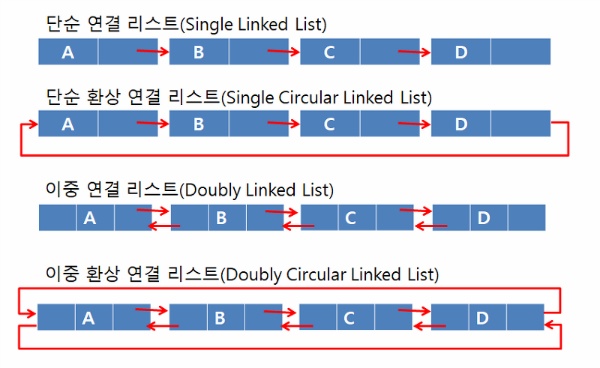 단순 연결 리스트(Single Linked List)
A B C D
단순 환상 연결 리스트(Single Circular Linked List)
A B C D
이중 연결 리스트(Doubly Linked List)
A B C D
이중 환상 연결 리스트(Doubly Circular Linked List)
A B C D